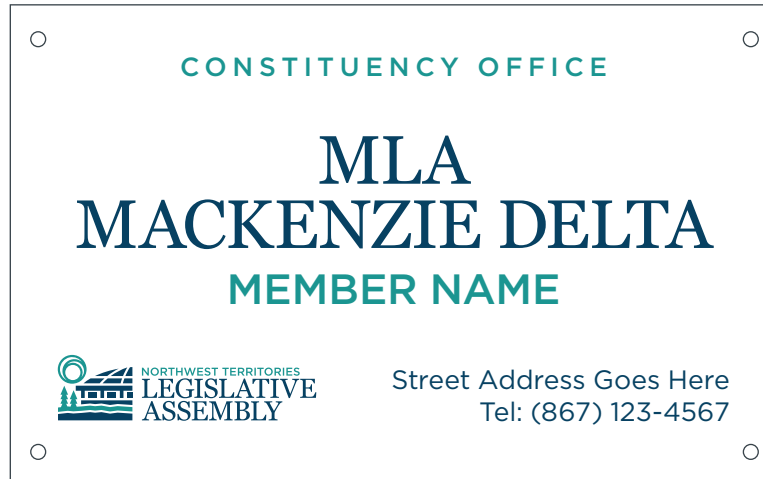 CONSTITUENCY OFFICE
MLA
MACKENZIE DELTA
MEMBER NAME
NORTHWEST TERRITORIES
LEGISLATIVE
ASSEMBLY
Street Address Goes Here
Tel: (867) 123-4567